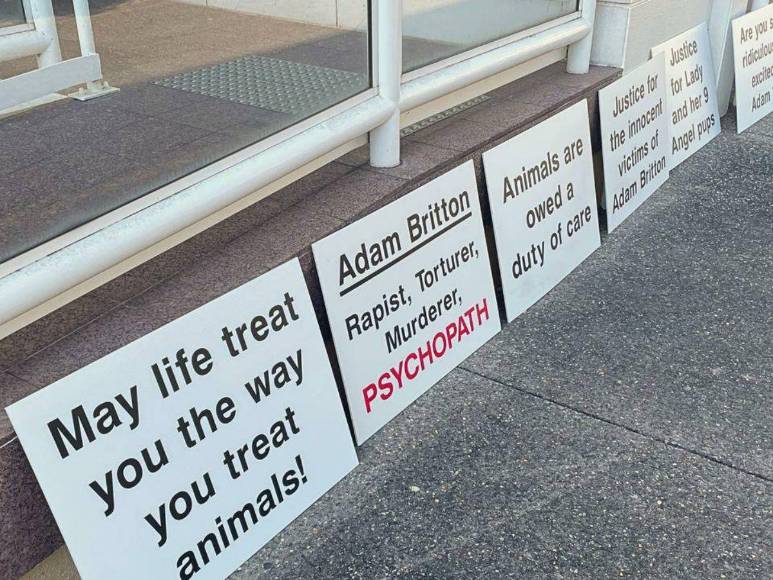 May life treat
you the way
you treat
animals!
Adam Britton
Rapist, Torturer,
Murderer,
PSYCHOPATH
Animals are
owed a
duty of care
Justice for
the Innocent
victims of
Adam Britton
Justice
for Lady
and her 9
Angel pups
Are you
ridiculous
excited
Adam